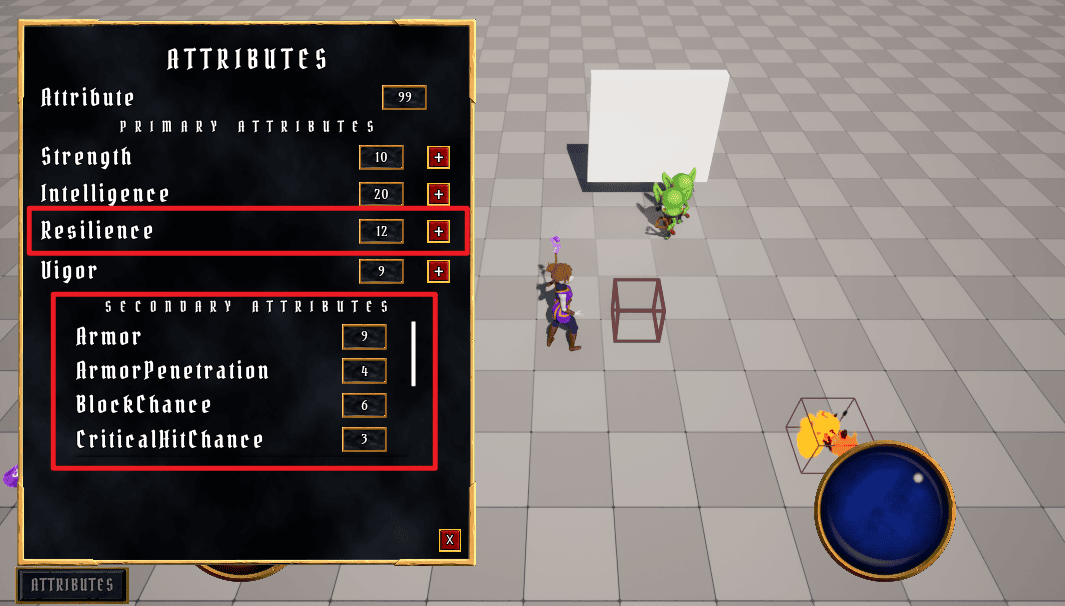 ATTRIBUTES
Attribute 99
PRIMARY ATTRIBUTES
Strength 10 +
Intelligence 20 +
Resilience 12 +
Vigor 9 +
SECONDARY ATTRIBUTES
Armor 9
ArmorPenetration 4
BlockChance 6
CriticalHitChance 3
X
ATTRIBUTES